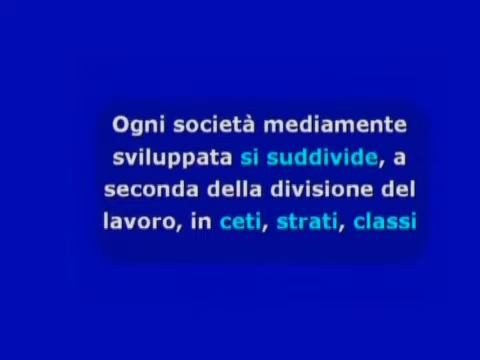 Ogni società mediamente
sviluppata si suddivide, a
seconda della divisione del
lavoro, in ceti, strati, classi